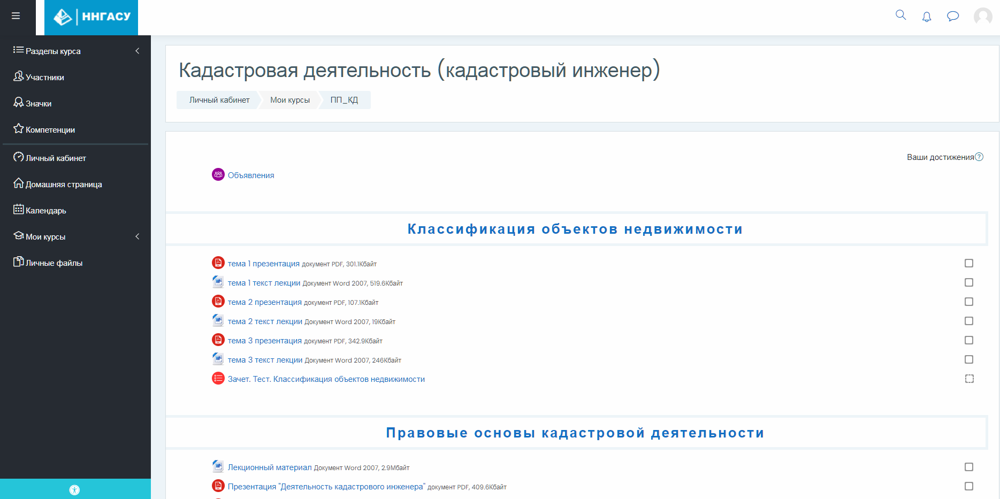 ННГАСУ
Разделы курса
Участники
Значки
Компетенции
Личный кабинет
Домашняя страница
Календарь
Мои курсы
Личные файлы
Кадастровая деятельность (кадастровый инженер)
Личный кабинет Мои курсы ПП_КД
Ваши достижения
Объявления
Классификация объектов недвижимости
тема 1 презентация документ PDF, 301.1Кбайт
тема 1 текст лекции Документ Word 2007, 519.6Кбайт
тема 2 презентация документ PDF, 107.1Кбайт
тема 2 текст лекции Документ Word 2007, 19Кбайт
тема 3 презентация документ PDF, 342.9Кбайт
тема 3 текст лекции Документ Word 2007, 246Кбайт
Зачет. Тест. Классификация объектов недвижимости
Правовые основы кадастровой деятельности
Лекционный материал Документ Word 2007, 2.9Мбайт
Презентация "Деятельность кадастрового инженера" документ PDF, 409.6Кбайт